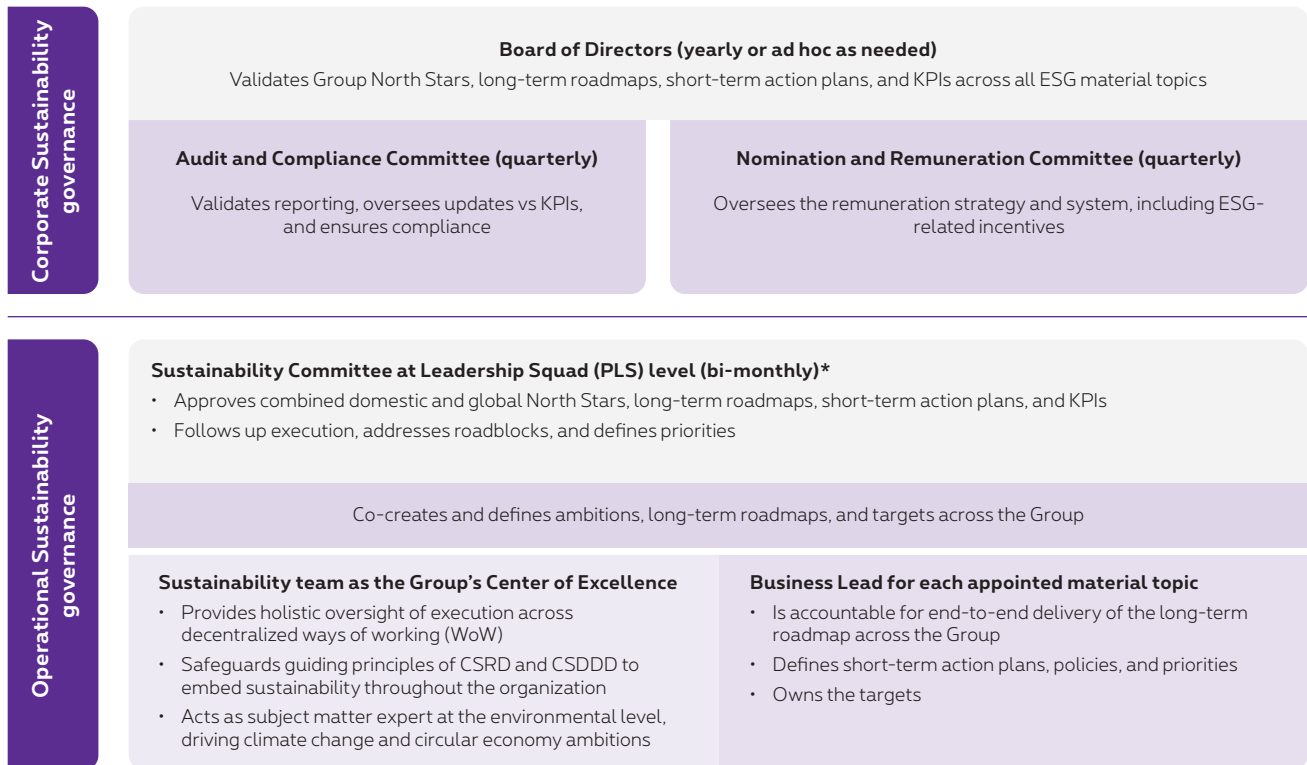 Corporate Sustainability
governance
Board of Directors (yearly or ad hoc as needed)
Validates Group North Stars, long-term roadmaps, short-term action plans, and KPIs across all ESG material topics
Audit and Compliance Committee (quarterly)
Validates reporting, oversees updates vs KPIs,
and ensures compliance
Nomination and Remuneration Committee (quarterly)
Oversees the remuneration strategy and system, including ESG-
related incentives
Operational Sustainability
governance
Sustainability Committee at Leadership Squad (PLS) level (bi-monthly)*
• Approves combined domestic and global North Stars, long-term roadmaps, short-term action plans, and KPIs
• Follows up execution, addresses roadblocks, and defines priorities
Co-creates and defines ambitions, long-term roadmaps, and targets across the Group
Sustainability team as the Group's Center of Excellence
• Provides holistic oversight of execution across
decentralized ways of working (WoW)
• Safeguards guiding principles of CSRD and CSDDD to
embed sustainability throughout the organization
• Acts as subject matter expert at the environmental level,
driving climate change and circular economy ambitions
Business Lead for each appointed material topic
• Is accountable for end-to-end delivery of the long-term
roadmap across the Group
• Defines short-term action plans, policies, and priorities
• Owns the targets